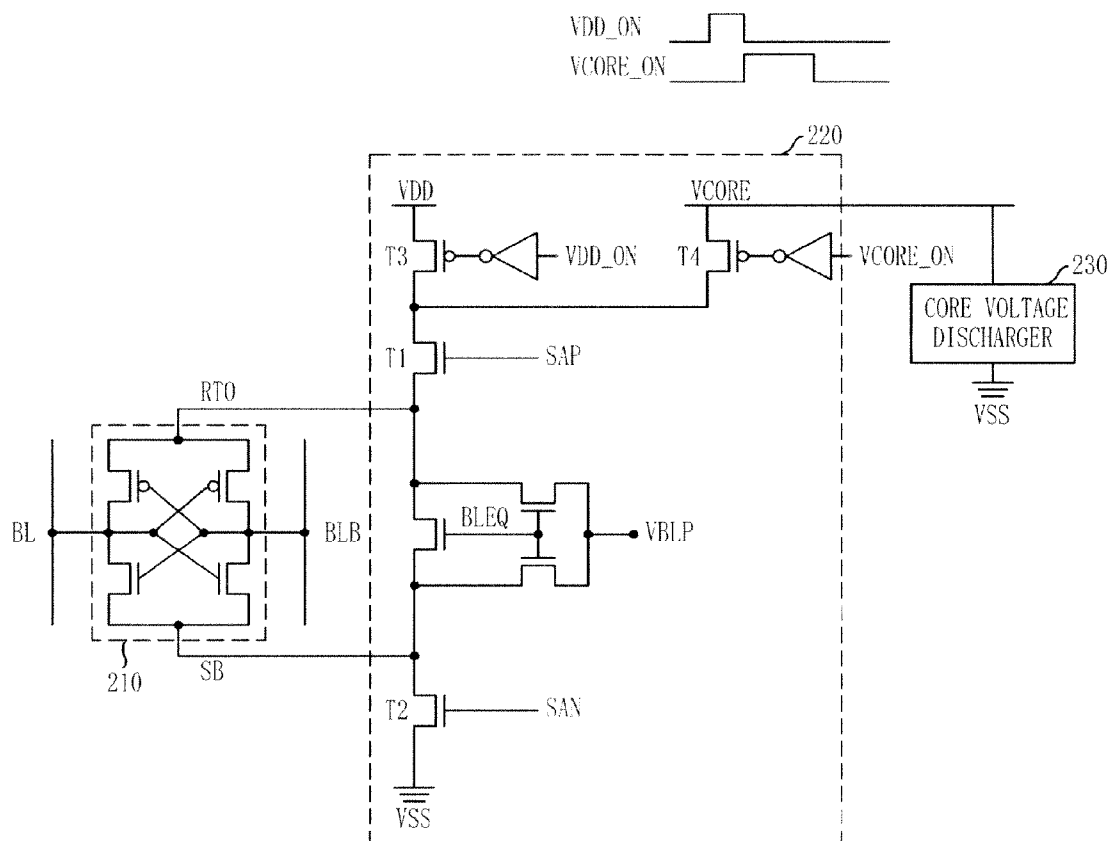 VDD_ON
VCORE_ON
220
VDD
VCORE
T3
VDD_ON
T4
VCORE_ON
230
CORE VOLTAGE
DISCHARGER
VSS
T1
SAP
RTO
BL
BLB
BLEQ
VBLP
210
SB
T2
SAN
VSS